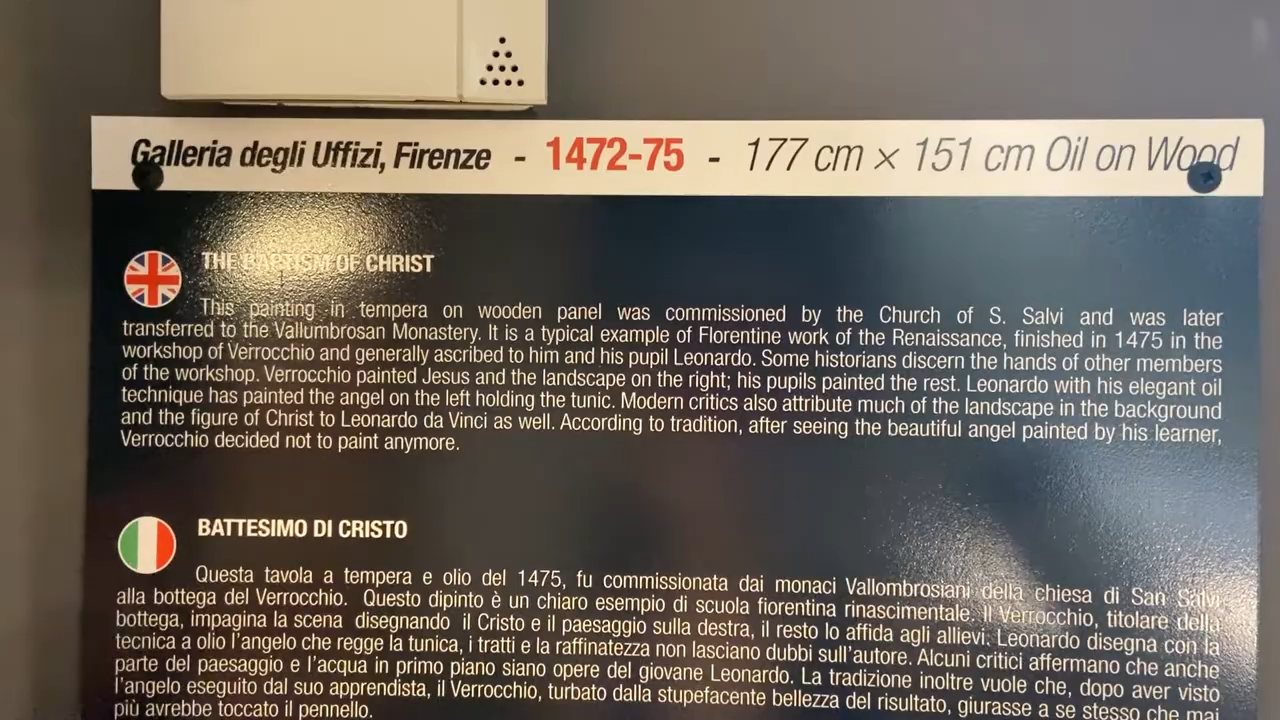 Galleria degli Uffizi, Firenze - 1472-75 - 177 cm × 151 cm Oil on Wood
THE BAPTISM OF CHRIST
This painting in tempera on wooden panel was commissioned by the Church of S. Salvi and was later
transferred to the Vallumbrosan Monastery. It is a typical example of Florentine work of the Renaissance, finished in 1475 in the
workshop of Verrocchio and generally ascribed to him and his pupil Leonardo. Some historians discern the hands of other members
of the workshop. Verrocchio painted Jesus and the landscape on the right; his pupils painted the rest. Leonardo with his elegant oil
technique has painted the angel on the left holding the tunic. Modern critics also attribute much of the landscape in the background
and the figure of Christ to Leonardo da Vinci as well. According to tradition, after seeing the beautiful angel painted by his learner,
Verrocchio decided not to paint anymore.
BATTESIMO DI CRISTO
Questa tavola a tempera e olio del 1475, fu commissionata dai monaci Vallombrosiani della chiesa di San Salvi
alla bottega del Verrocchio. Questo dipinto è un chiaro esempio di scuola fiorentina rinascimentale. Il Verrocchio, titolare della
bottega, impagina la scena disegnando il Cristo e il paesaggio sulla destra, il resto lo affida agli allievi. Leonardo disegna con la
tecnica a olio l'angelo che regge la tunica, i tratti e la raffinatezza non lasciano dubbi sull'autore. Alcuni critici affermano che anche
parte del paesaggio e l'acqua in primo piano siano opere del giovane Leonardo. La tradizione inoltre vuole che, dopo aver visto
l'angelo eseguito dal suo apprendista, il Verrocchio, turbato dalla stupefacente bellezza del risultato, giurasse a se stesso che mai
più avrebbe toccato il pennello.